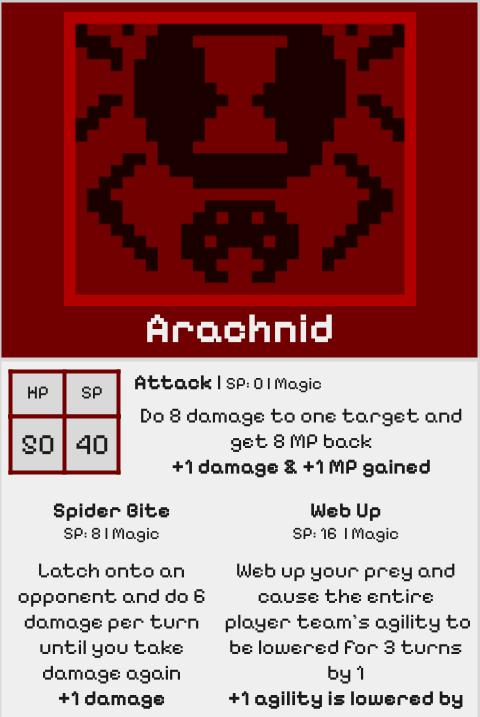 Arachnid
HP SP
50 40
Attack | SP: 0 | Magic
Do 8 damage to one target and
get 8 MP back
+1 damage & +1 MP gained
Spider Bite
SP: 8 | Magic
Latch onto an
opponent and do 6
damage per turn
until you take
damage again
+1 damage
Web Up
SP: 16 | Magic
Web up your prey and
cause the entire
player team's agility to
be lowered for 3 turns
by 1
+1 agility is lowered by